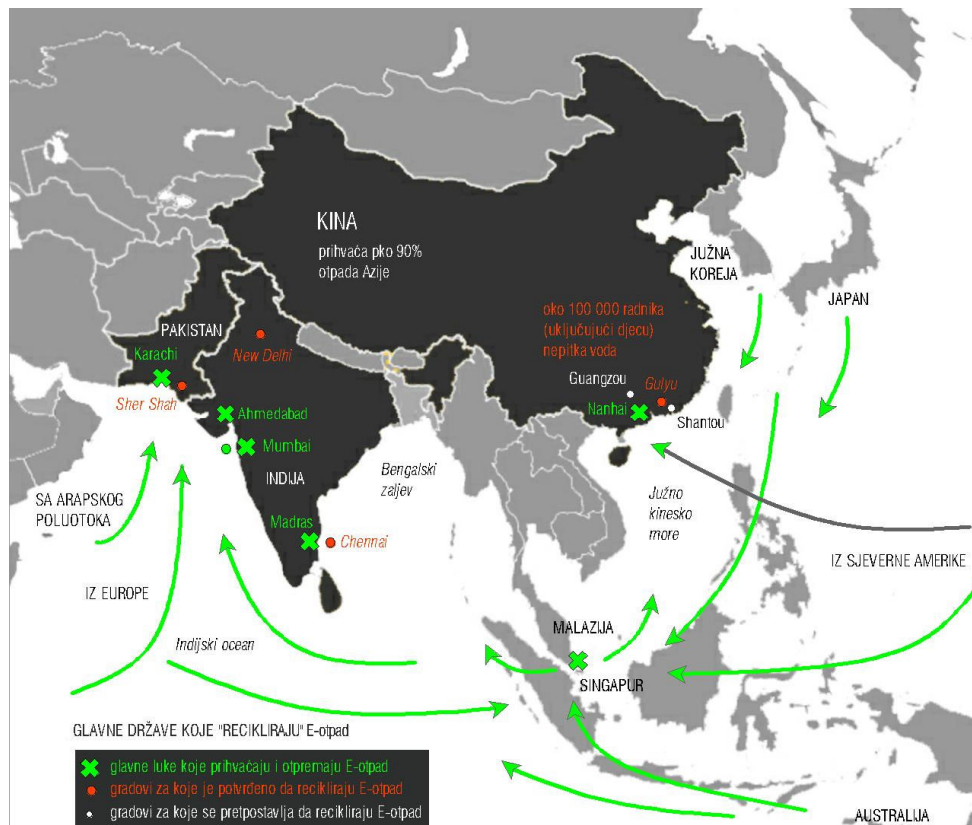 KINA
prihvaća pko 90%
otpada Azije
JUŽNA
KOREJA
JAPAN
oko 100 000 radnika
(uključujući djecu)
nepitka voda
PAKISTAN
Karachi
New Delhi
Sher Shah
Guangzou
Gulyu
Nanhai
Shantou
Ahmedabad
Mumbai
INDIJA
Bengalski
zaljev
Južno
kinesko
more
SA ARAPSKOG
POLUOTOKA
Madras
Chennai
IZ SJEVERNE AMERIKE
IZ EUROPE
Indijski ocean
MALAZIJA
SINGAPUR
GLAVNE DRŽAVE KOJE "RECIKLIRAJU" E-otpad
glavne luke koje prihvaćaju i otpremaju E-otpad
gradovi za koje je potvrđeno da recikliraju E-otpad
gradovi za koje se pretpostavlja da recikliraju E-otpad
AUSTRALIJA